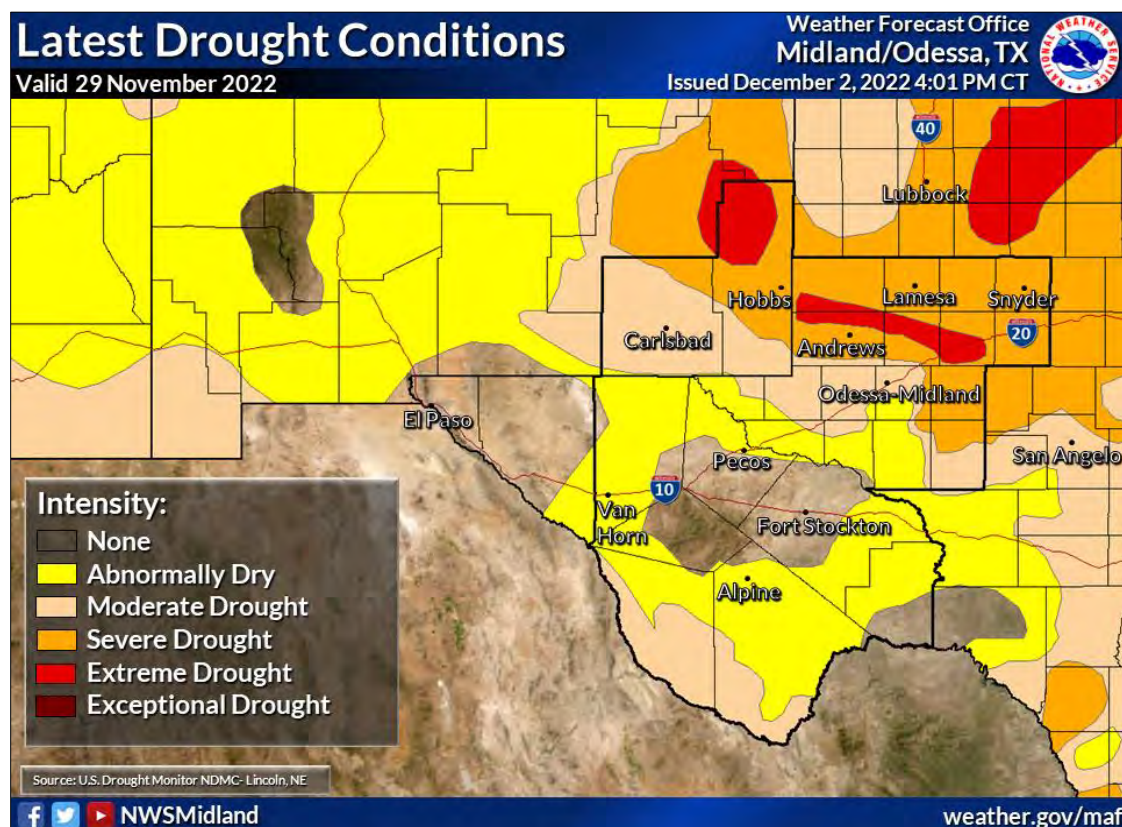 Latest Drought Conditions
Valid 29 November 2022
Weather Forecast Office
Midland/Odessa, TX
Issued December 2, 2022 4:01 PM CT
NATIONAL WEATHER SERVICE
40
Lubbock
Hobbs
Lamesa
Snyder
20
Carlsbad
Andrews
Odessa-Midland
El Paso
San Angelo
Pecos
10
Van
Horn
Fort Stockton
Alpine
Intensity:
None
Abnormally Dry
Moderate Drought
Severe Drought
Extreme Drought
Exceptional Drought
Source: U.S. Drought Monitor NDMC- Lincoln, NE
NWSMidland
weather.gov/maf